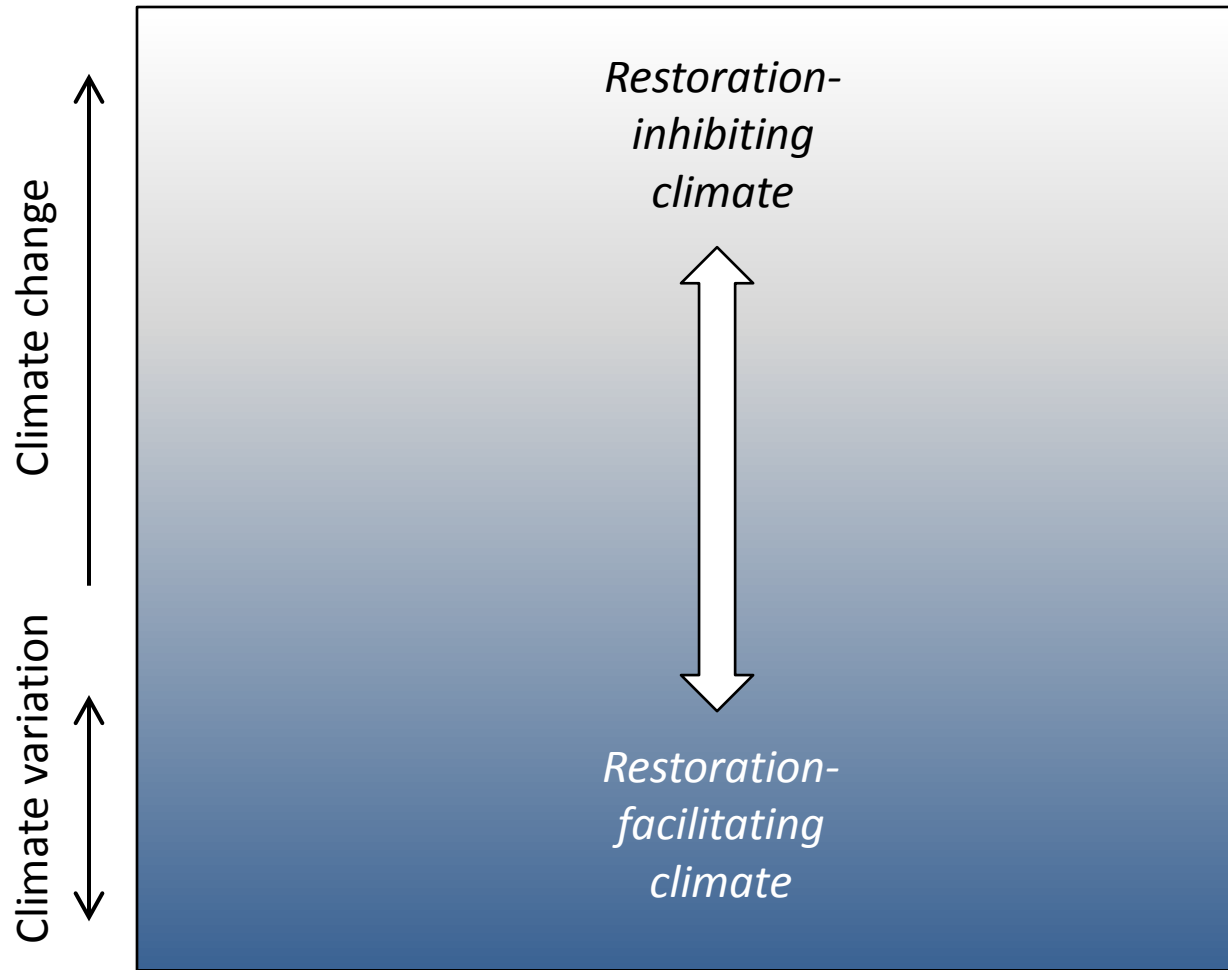 Climate change
Climate variation
Restoration-
inhibiting
climate
Restoration-
facilitating
climate